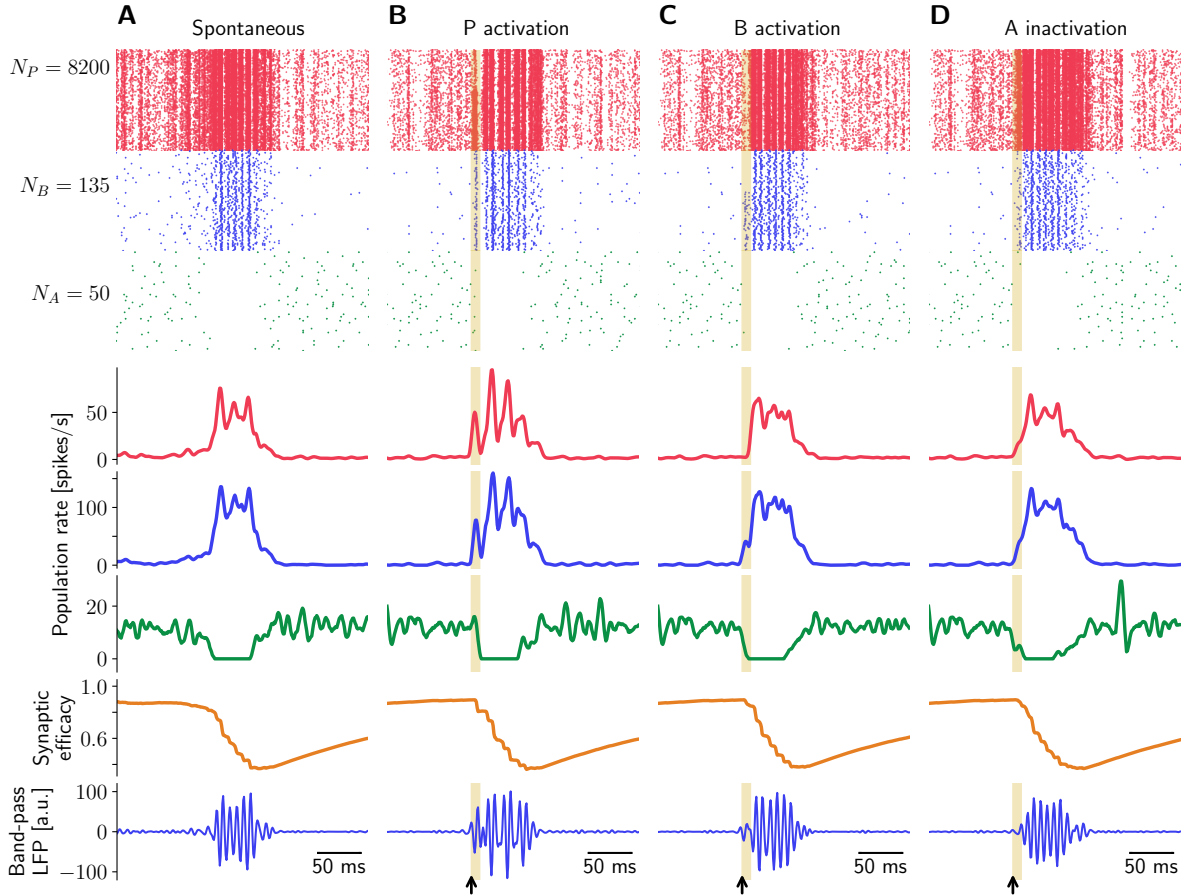 A B C D
Spontaneous P activation B activation A inactivation
N_P = 8200
N_B = 135
N_A = 50
Population rate [spikes/s]
50
0
100
0
20
0
Synaptic
efficacy
1.0
0.6
Band-pass
LFP [a.u.]
100
0
−100
50 ms 50 ms 50 ms 50 ms